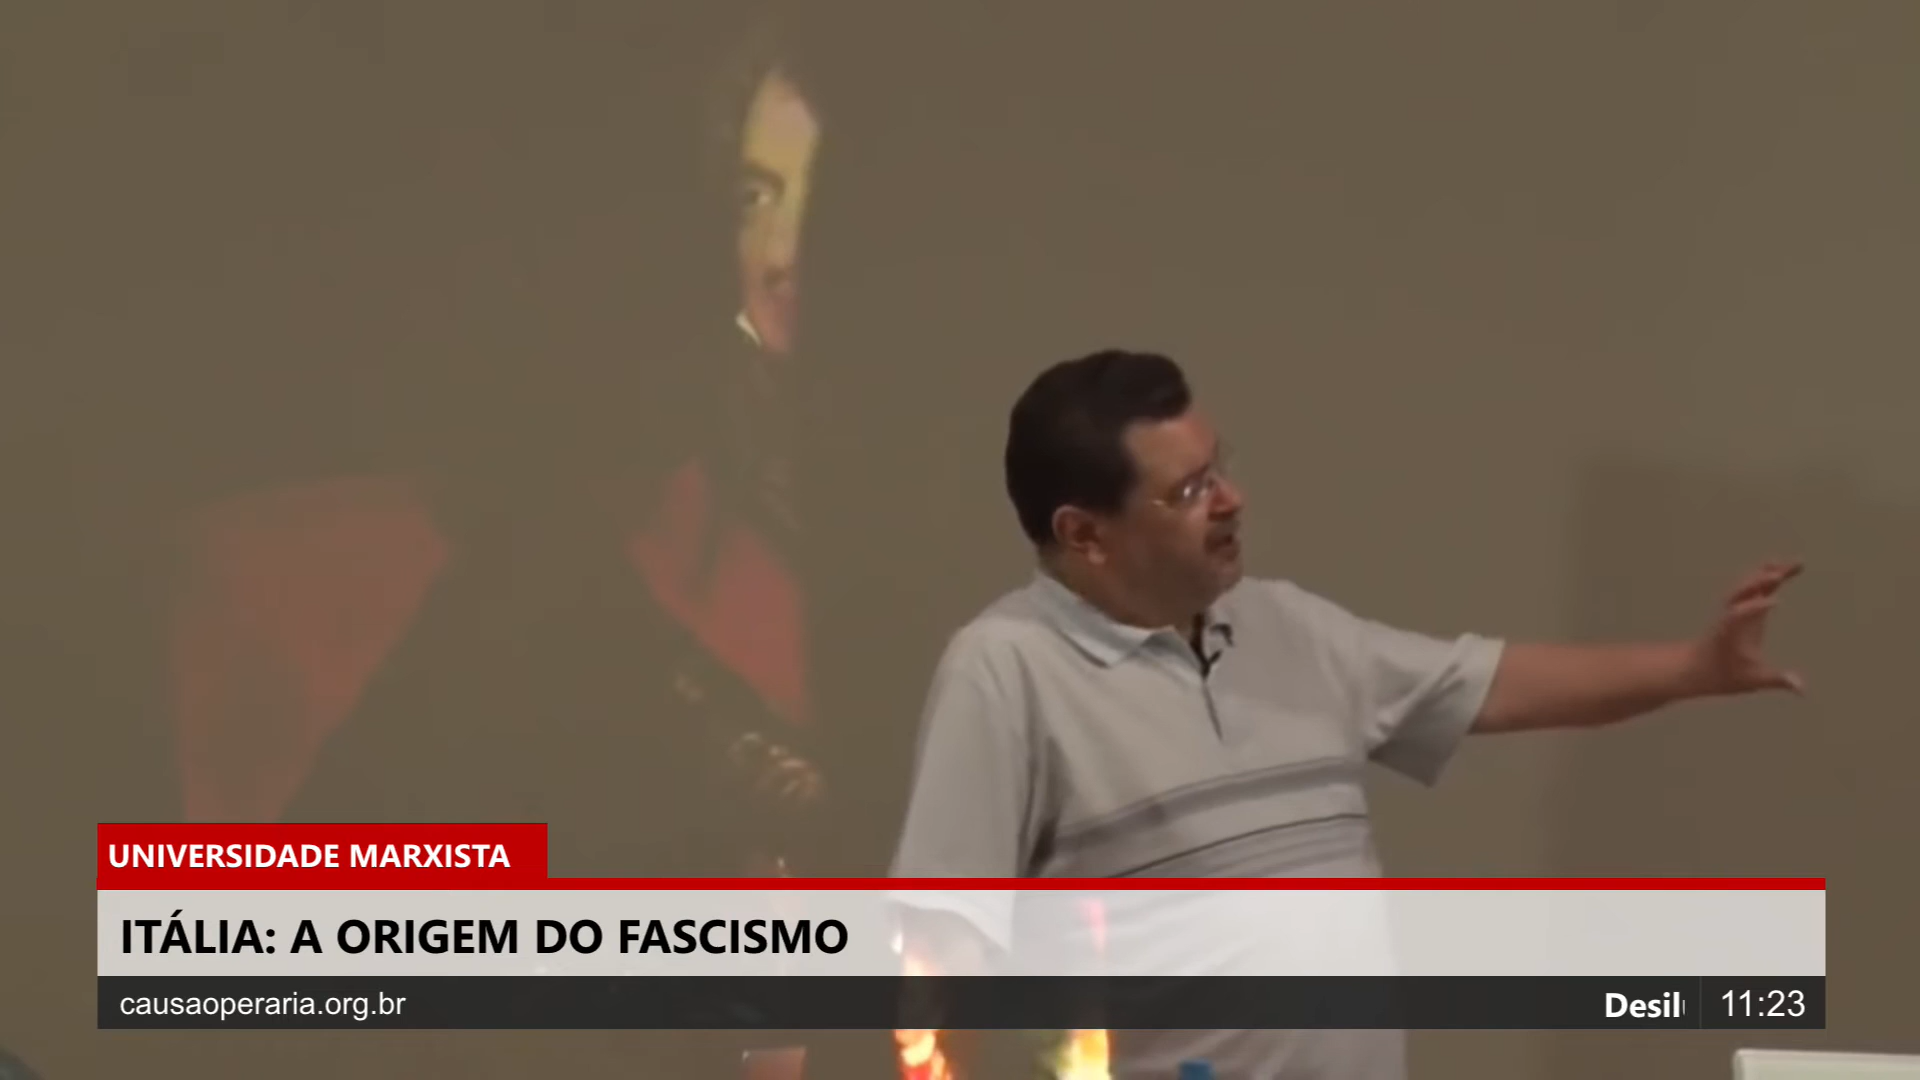 UNIVERSIDADE MARXISTA
ITÁLIA: A ORIGEM DO FASCISMO
causaoperaria.org.br
11:23